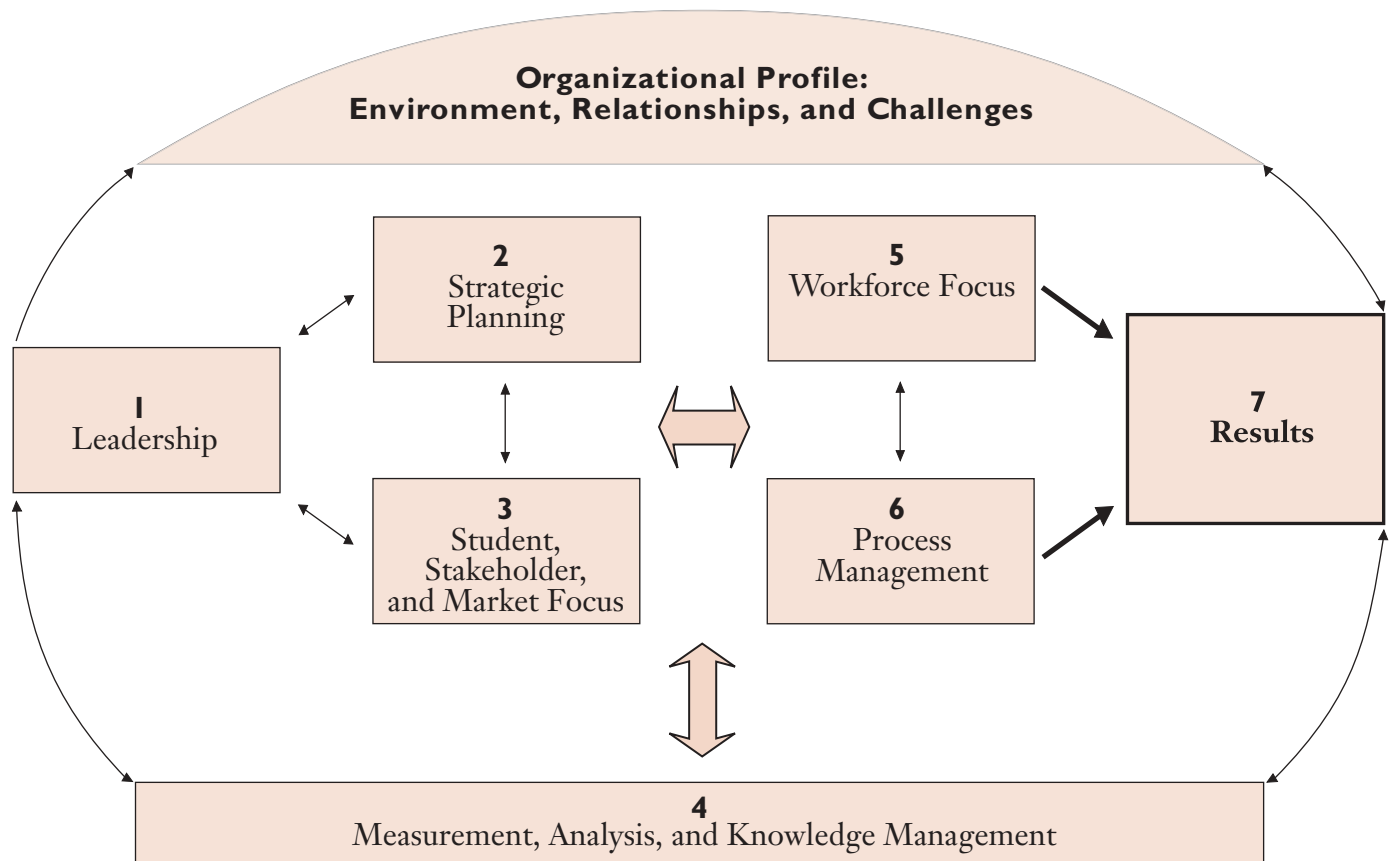 Organizational Profile:
Environment, Relationships, and Challenges
1
Leadership
2
Strategic
Planning
3
Student,
Stakeholder,
and Market Focus
5
Workforce Focus
6
Process
Management
7
Results
4
Measurement, Analysis, and Knowledge Management